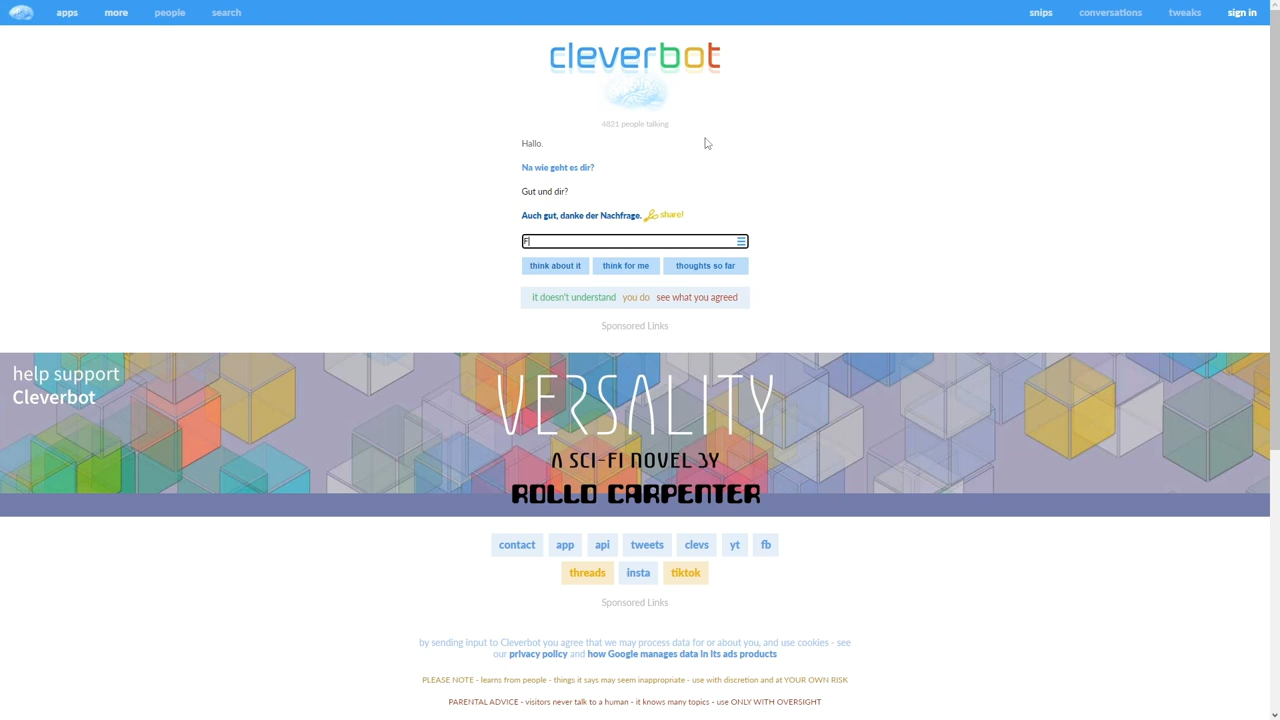 apps more people search snips conversations tweaks sign in
cleverbot
4821 people talking
Hallo.
Na wie geht es dir?
Gut und dir?
Auch gut, danke der Nachfrage. share!
F
think about it think for me thoughts so far
it doesn't understand you do see what you agreed
Sponsored Links
help support
Cleverbot
VERSALITY
A SCI-FI NOVEL BY
ROLLO CARPENTER
contact app api tweets clevs yt fb
threads insta tiktok
Sponsored Links
by sending input to Cleverbot you agree that we may process data for or about you, and use cookies - see
our privacy policy and how Google manages data in its ads products
PLEASE NOTE - learns from people - things it says may seem inappropriate - use with discretion and at YOUR OWN RISK
PARENTAL ADVICE - visitors never talk to a human - it knows many topics - use ONLY WITH OVERSIGHT